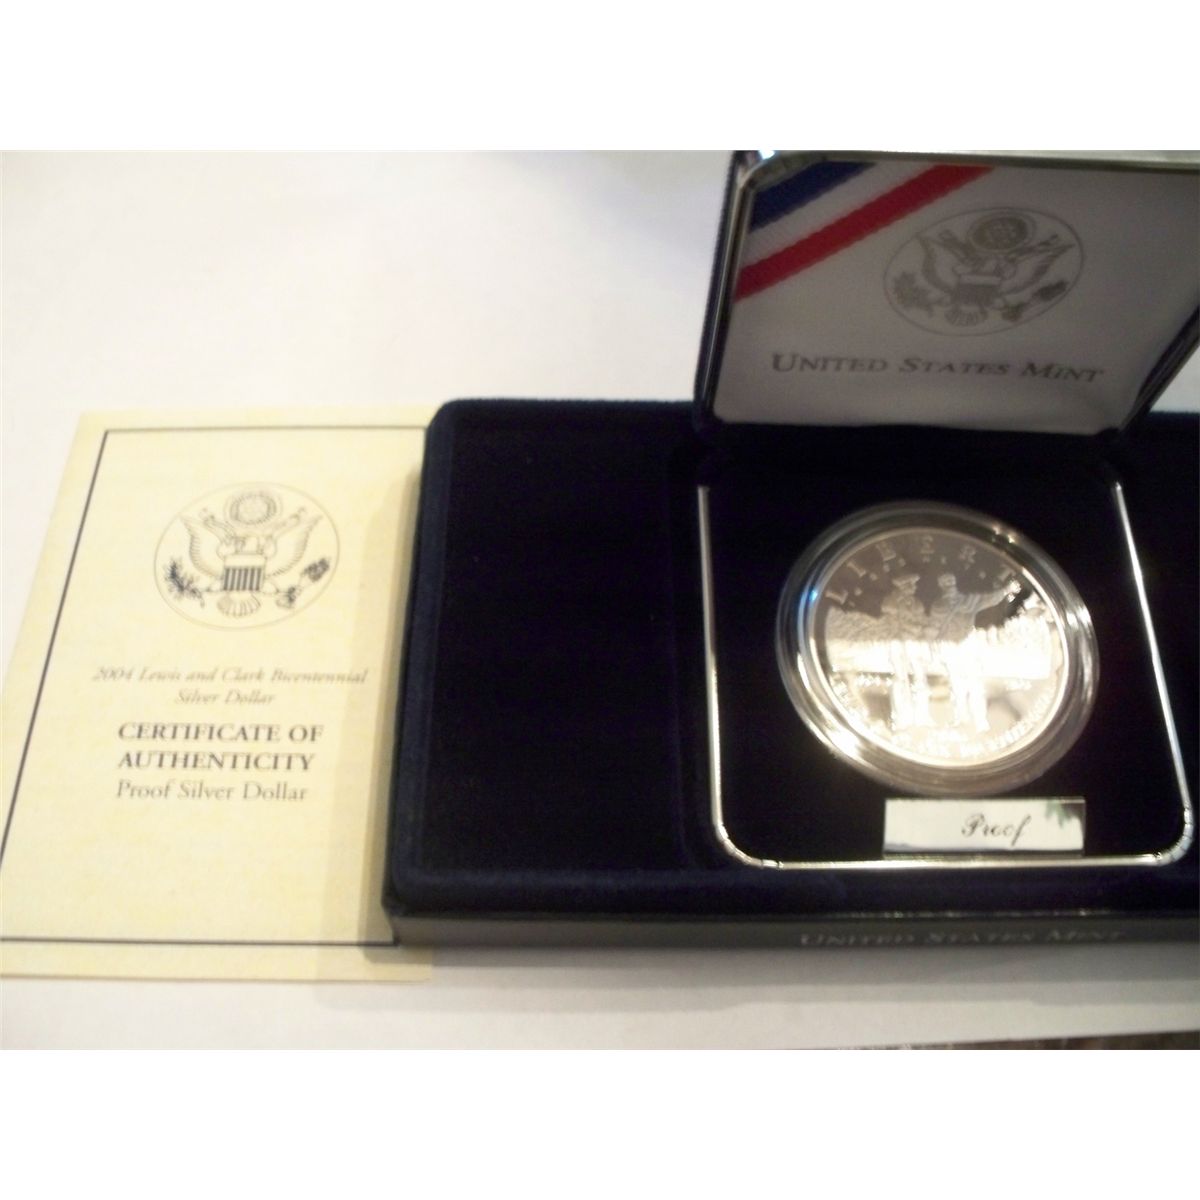 UNITED STATES MINT
2004 Lewis and Clark Bicentennial
Silver Dollar
CERTIFICATE OF
AUTHENTICITY
Proof Silver Dollar
LIBERT
Proof
UNITED STATES MINT